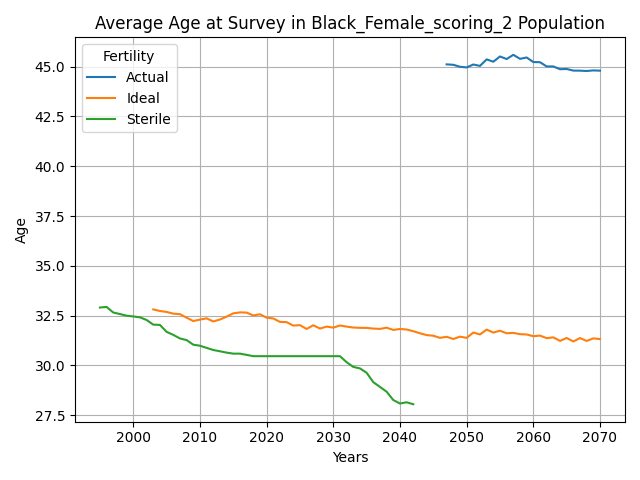 Average Age at Survey in Black_Female_scoring_2 Population
Fertility
Actual
Ideal
Sterile
Age
45.0
42.5
40.0
37.5
35.0
32.5
30.0
27.5
2000 2010 2020 2030 2040 2050 2060 2070
Years